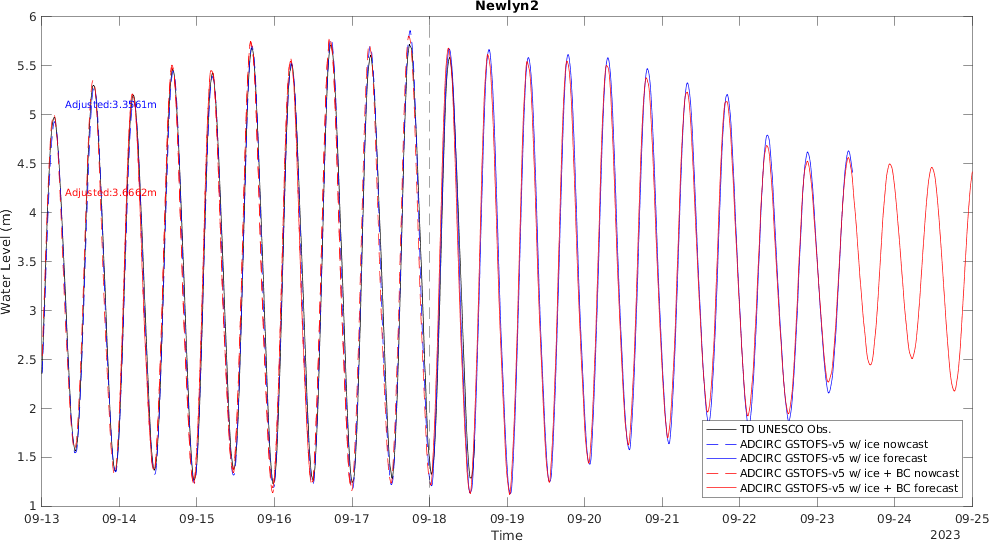 Newlyn2
6
5.5
5
4.5
4
3.5
3
2.5
2
1.5
1
Water Level (m)
Adjusted:3.3561m
Adjusted:3.6662m
TD UNESCO Obs.
ADCIRC GSTOFS-v5 w/ ice nowcast
ADCIRC GSTOFS-v5 w/ ice forecast
ADCIRC GSTOFS-v5 w/ ice + BC nowcast
ADCIRC GSTOFS-v5 w/ ice + BC forecast
09-13 09-14 09-15 09-16 09-17 09-18 09-19 09-20 09-21 09-22 09-23 09-24 09-25
Time
2023